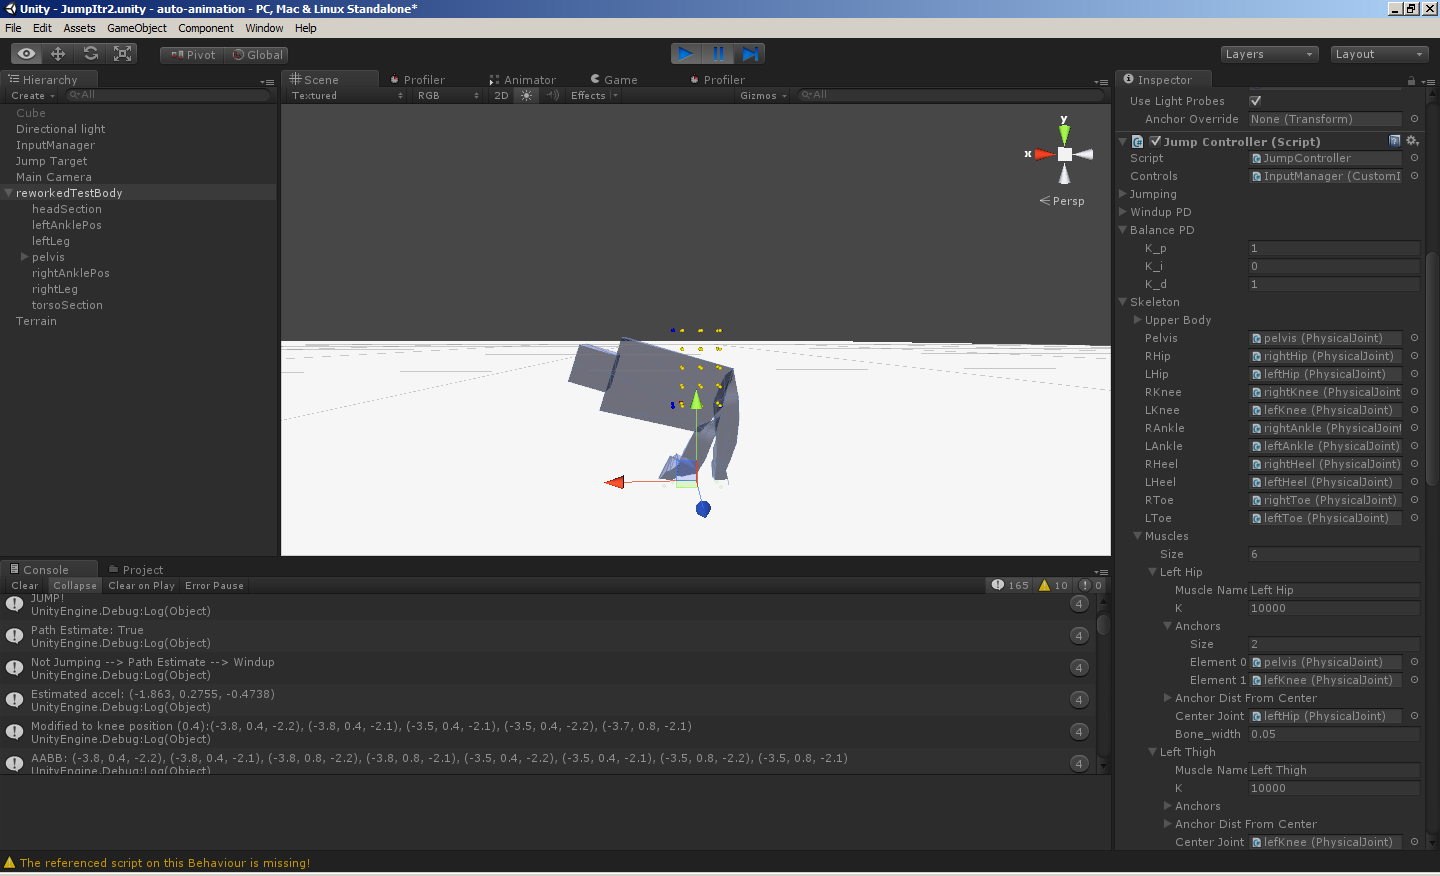 Unity - JumpItr2.unity - auto-animation - PC, Mac & Linux Standalone*
File Edit Assets GameObject Component Window Help
Pivot Global Layers Layout
Hierarchy
Create All
Cube
Directional light
InputManager
Jump Target
Main Camera
reworkedTestBody
headSection
leftAnklePos
leftLeg
pelvis
rightAnklePos
rightLeg
torsoSection
Terrain
Scene Profiler Animator Game Profiler
Textured RGB 2D Effects Gizmos All
y
x
Persp
Console Project
Clear Collapse Clear on Play Error Pause 165 10 0
JUMP!
UnityEngine.Debug:Log(Object) 4
Path Estimate: True
UnityEngine.Debug:Log(Object) 4
Not Jumping --> Path Estimate --> Windup
UnityEngine.Debug:Log(Object) 4
Estimated accel: (-1.863, 0.2755, -0.4738)
UnityEngine.Debug:Log(Object) 4
Modified to knee position (0.4):(-3.8, 0.4, -2.2), (-3.8, 0.4, -2.1), (-3.5, 0.4, -2.1), (-3.5, 0.4, -2.2), (-3.7, 0.8, -2.1)
UnityEngine.Debug:Log(Object) 4
AABB: (-3.8, 0.4, -2.2), (-3.8, 0.4, -2.1), (-3.8, 0.8, -2.2), (-3.8, 0.8, -2.1), (-3.5, 0.4, -2.2), (-3.5, 0.4, -2.1), (-3.5, 0.8, -2.2), (-3.5, 0.8, -2.1)
UnityEngine.Debug:Log(Object) 4
Inspector
Use Light Probes
Anchor Override None (Transform)
Jump Controller (Script)
Script JumpController
Controls InputManager (CustomI
Jumping
Windup PD
Balance PD
K_p 1
K_i 0
K_d 1
Skeleton
Upper Body
Pelvis pelvis (PhysicalJoint)
RHip rightHip (PhysicalJoint)
LHip leftHip (PhysicalJoint)
RKnee rightKnee (PhysicalJoint
LKnee lefKnee (PhysicalJoint)
RAnkle rightAnkle (PhysicalJoint
LAnkle leftAnkle (PhysicalJoint)
RHeel rightHeel (PhysicalJoint)
LHeel leftHeel (PhysicalJoint)
RToe rightToe (PhysicalJoint)
LToe leftToe (PhysicalJoint)
Muscles
Size 6
Left Hip
Muscle Name Left Hip
K 10000
Anchors
Size 2
Element 0 pelvis (PhysicalJoint)
Element 1 lefKnee (PhysicalJoint)
Anchor Dist From Center
Center Joint leftHip (PhysicalJoint)
Bone_width 0.05
Left Thigh
Muscle Name Left Thigh
K 10000
Anchors
Anchor Dist From Center
Center Joint lefKnee (PhysicalJoint)
The referenced script on this Behaviour is missing!